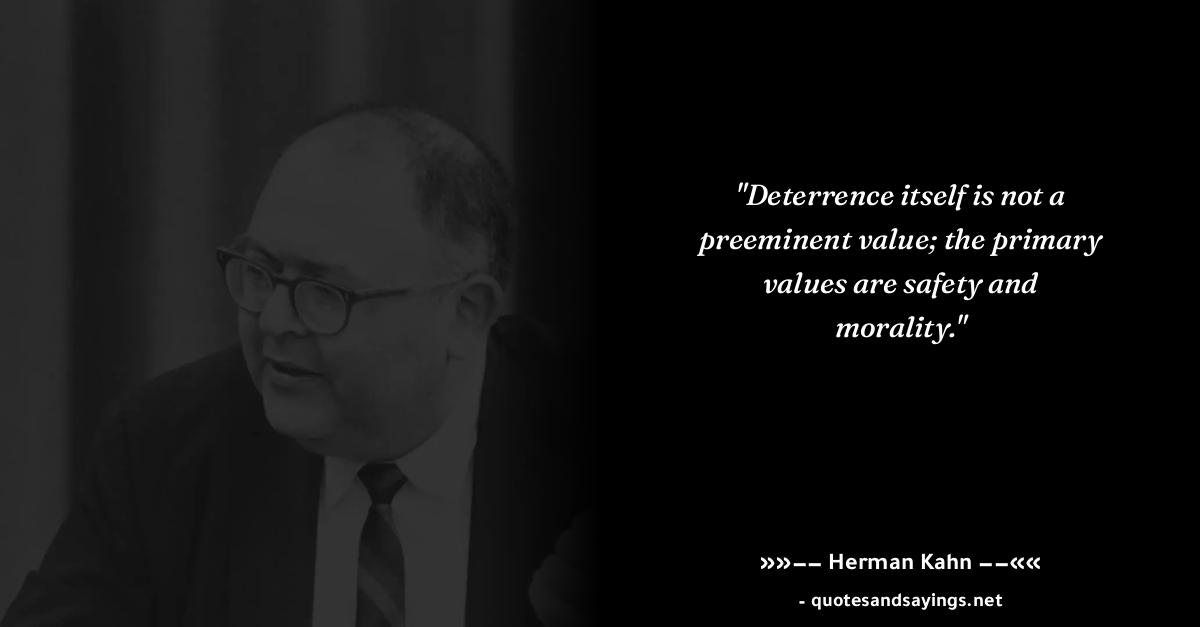 "Deterrence itself is not a
preeminent value; the primary
values are safety and
morality."
»»−− Herman Kahn −−««
- quotesandsayings.net